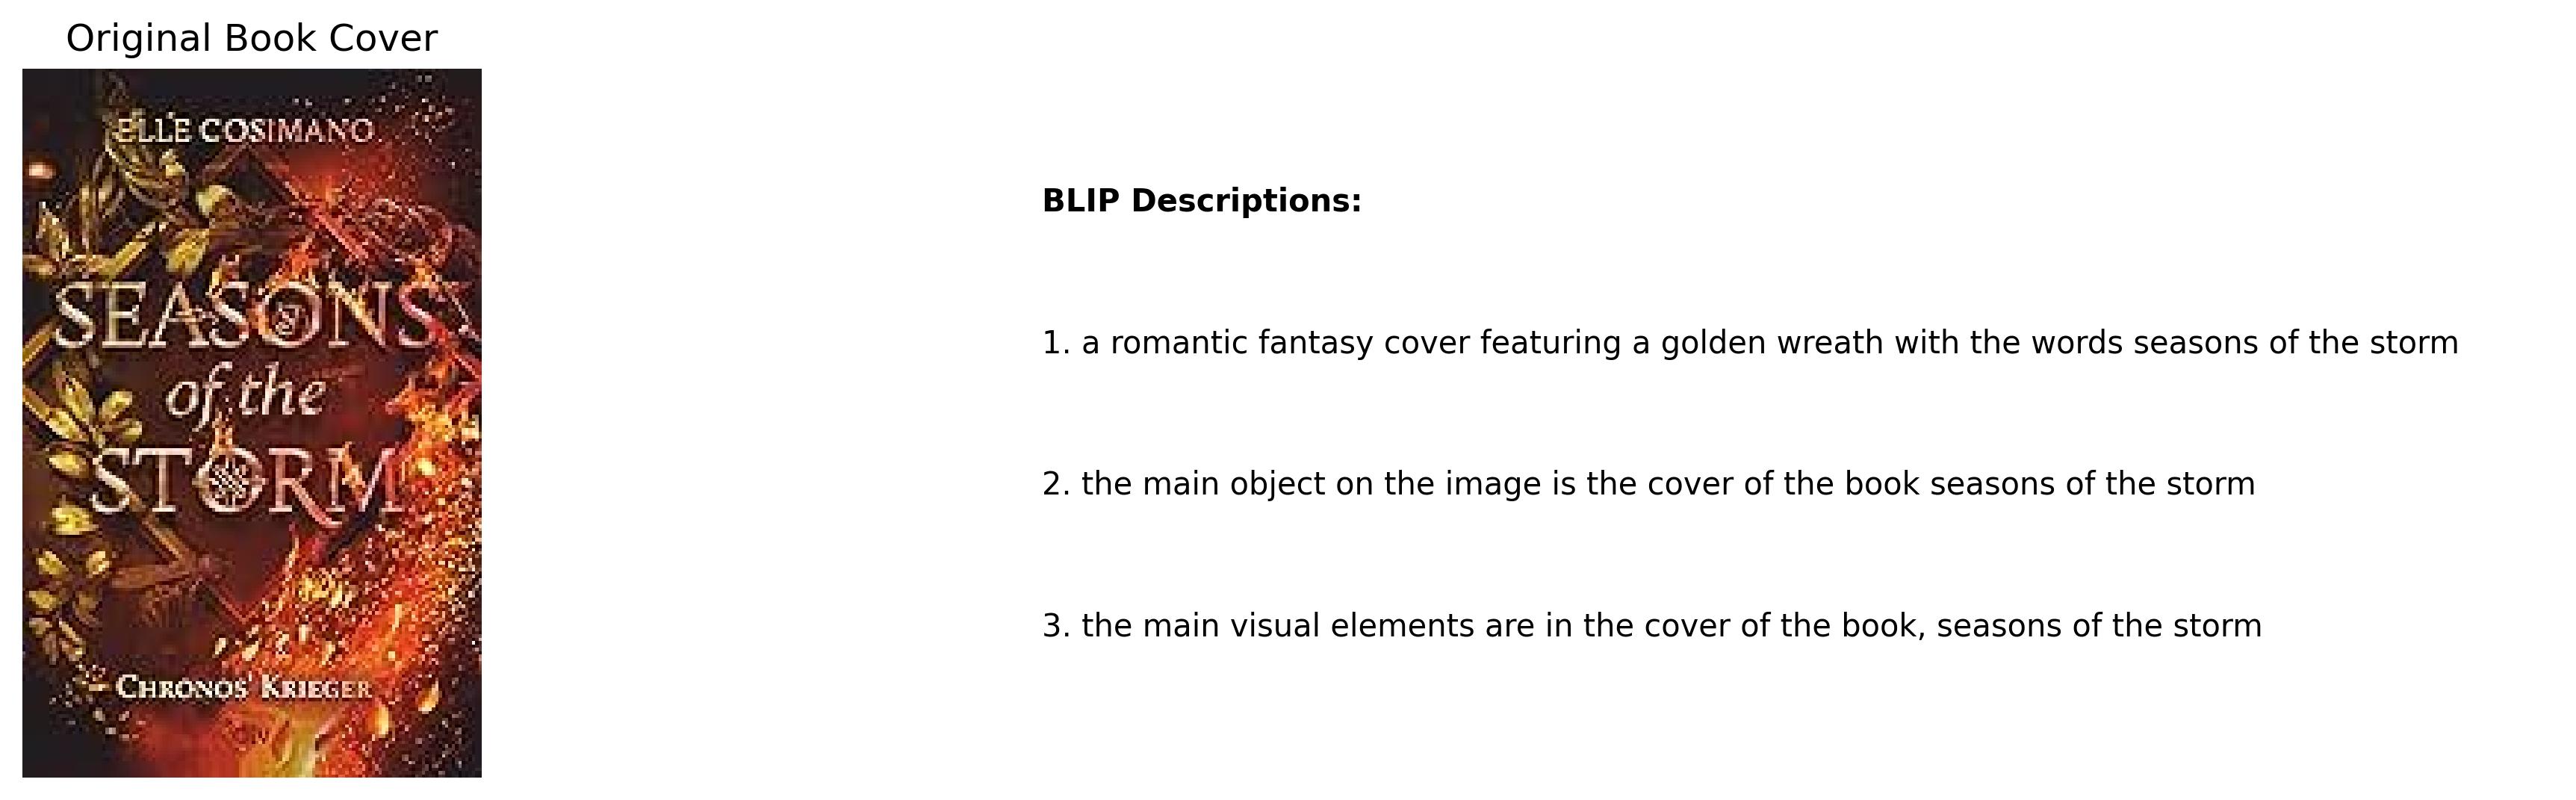 Original Book Cover
ELLE COSIMANO
SEASONS
of the
STORM
CHRONOS' KRIEGER
BLIP Descriptions:
1. a romantic fantasy cover featuring a golden wreath with the words seasons of the storm
2. the main object on the image is the cover of the book seasons of the storm
3. the main visual elements are in the cover of the book, seasons of the storm